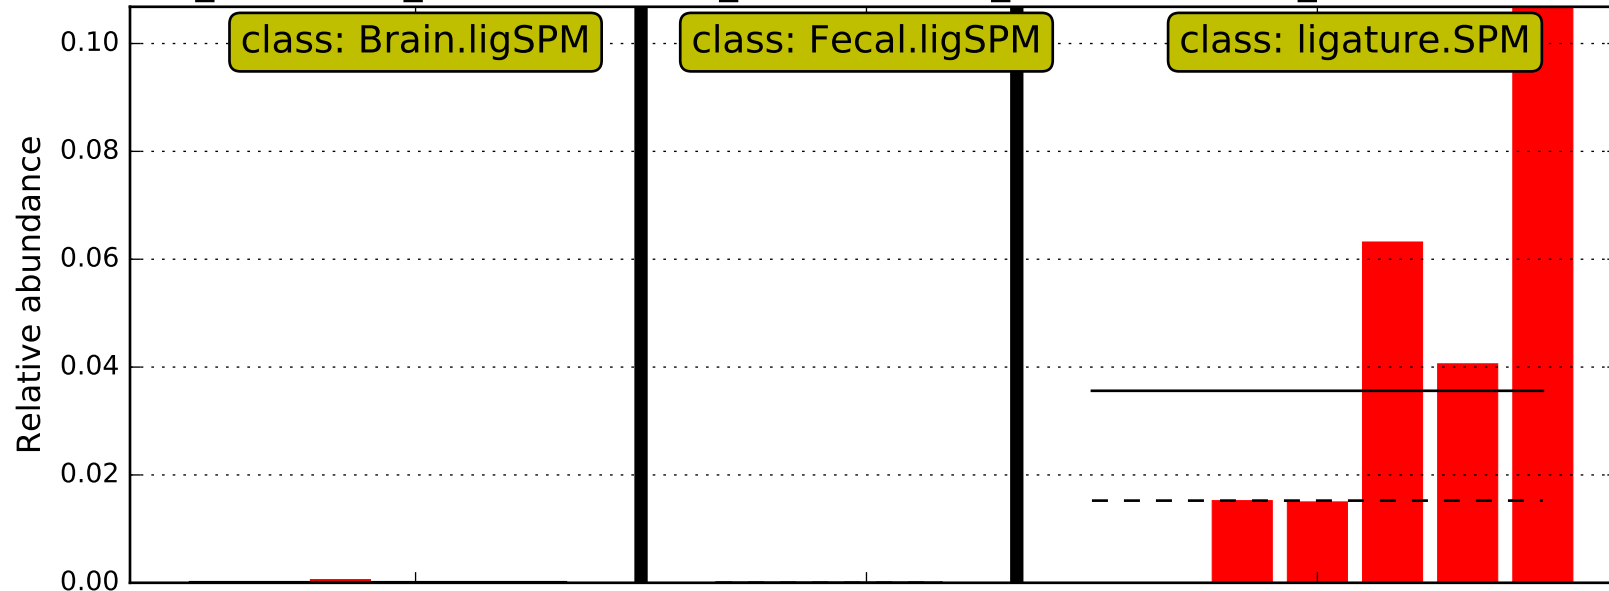 class: Brain.ligSPM
class: Fecal.ligSPM
class: ligature.SPM
Relative abundance
0.10
0.08
0.06
0.04
0.02
0.00